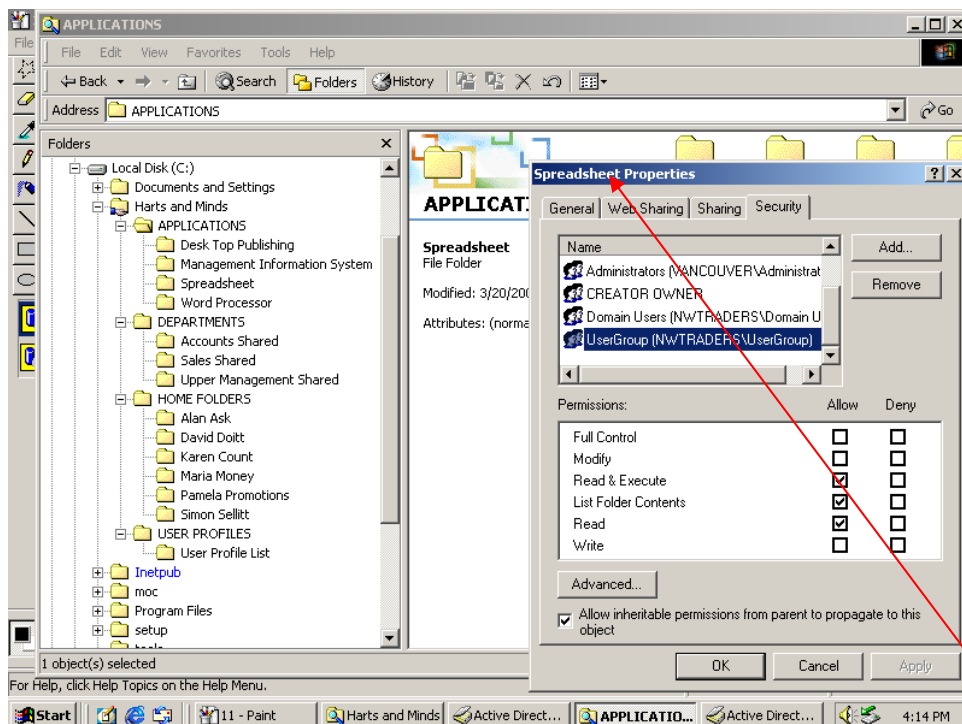 APPLICATIONS
File
File Edit View Favorites Tools Help
Back Search Folders History
Address APPLICATIONS Go
Folders
Local Disk (C:)
Documents and Settings
Harts and Minds
APPLICATIONS
Desk Top Publishing
Management Information System
Spreadsheet
Word Processor
DEPARTMENTS
Accounts Shared
Sales Shared
Upper Management Shared
HOME FOLDERS
Alan Ask
David Doitt
Karen Count
Maria Money
Pamela Promotions
Simon Sellitt
USER PROFILES
User Profile List
Inetpub
moc
Program Files
setup
APPLICAT
Spreadsheet
File Folder
Modified: 3/20/200
Attributes: (norma
Spreadsheet Properties
General Web Sharing Sharing Security
Name
Administrators (VANCOUVER\Administrat
CREATOR OWNER
Domain Users (NWTRADERS\Domain U
UserGroup (NWTRADERS\UserGroup)
Add...
Remove
Permissions: Allow Deny
Full Control
Modify
Read & Execute
List Folder Contents
Read
Write
Advanced...
Allow inheritable permissions from parent to propagate to this
object
OK Cancel Apply
1 object(s) selected
For Help, click Help Topics on the Help Menu.
Start 11 - Paint Harts and Minds Active Direct... APPLICATIO... Active Direct... 4:14 PM